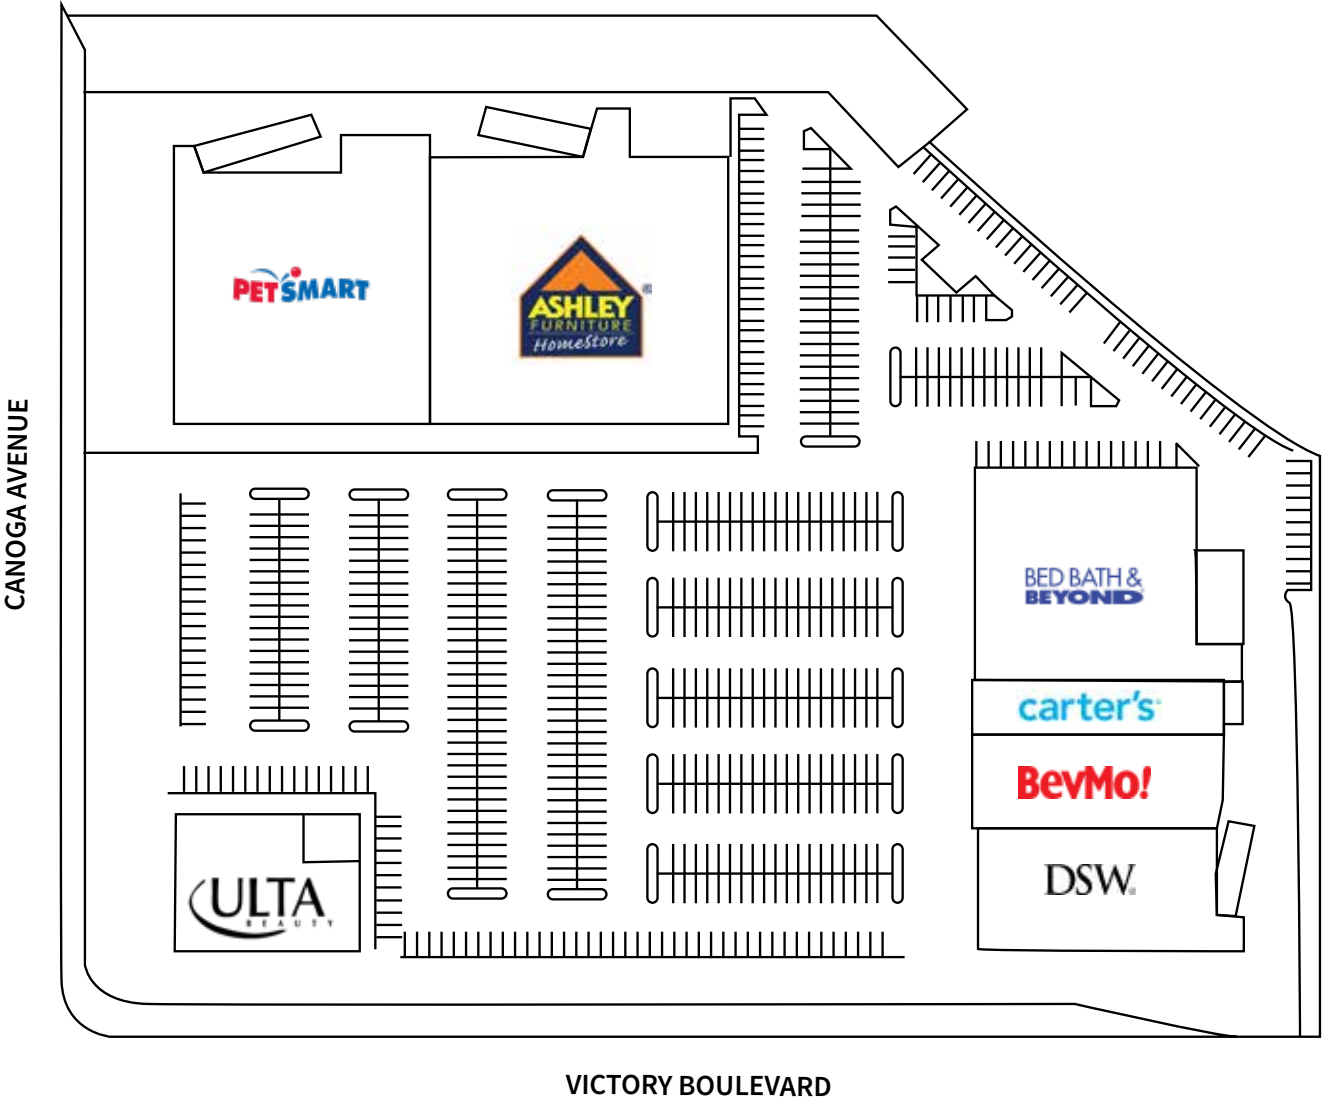 PETSMART
ASHLEY
FURNITURE
HomeStore
®
CANOGA AVENUE
BED BATH &
BEYOND
carter's
BevMo!
DSW
ULTA
BEAUTY
VICTORY BOULEVARD